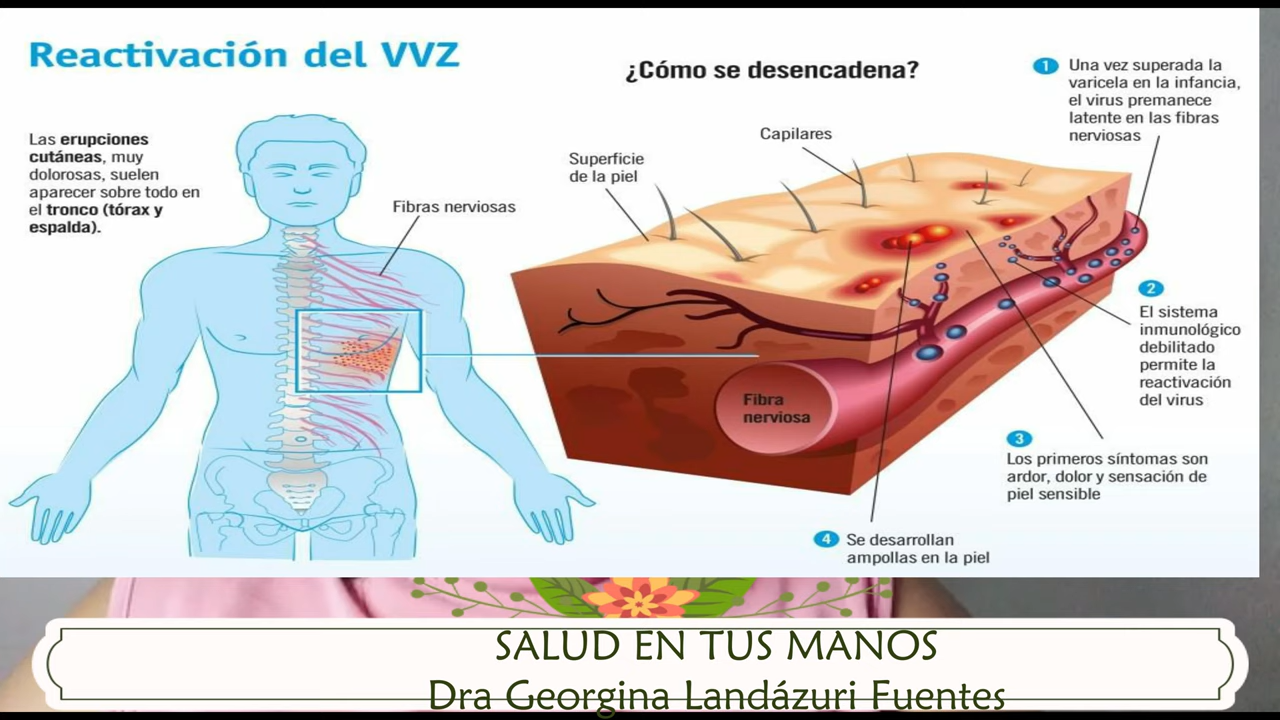 Reactivación del VVZ
Las erupciones
cutáneas, muy
dolorosas, suelen
aparecer sobre todo en
el tronco (tórax y
espalda).
Fibras nerviosas
¿Cómo se desencadena?
Superficie
de la piel
Capilares
1 Una vez superada la
varicela en la infancia,
el virus premanece
latente en las fibras
nerviosas
2
El sistema
inmunológico
debilitado
permite la
reactivación
del virus
Fibra
nerviosa
3
Los primeros síntomas son
ardor, dolor y sensación de
piel sensible
4 Se desarrollan
ampollas en la piel
SALUD EN TUS MANOS
Dra Georgina Landázuri Fuentes